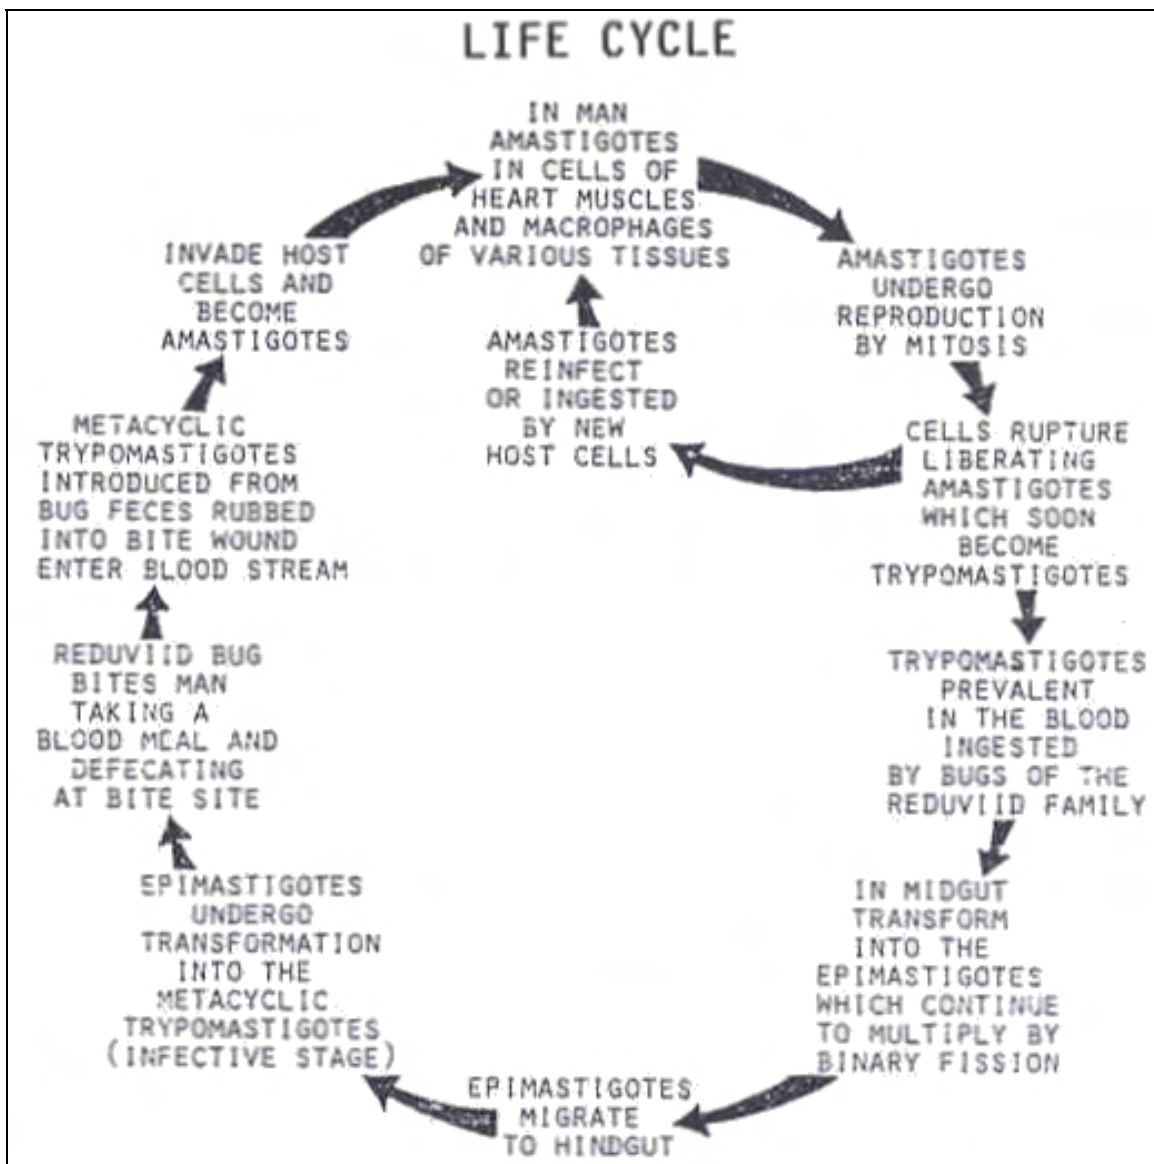 LIFE CYCLE
IN MAN
AMASTIGOTES
IN CELLS OF
HEART MUSCLES
AND MACROPHAGES
OF VARIOUS TISSUES
AMASTIGOTES
UNDERGO
REPRODUCTION
BY MITOSIS
CELLS RUPTURE
LIBERATING
AMASTIGOTES
WHICH SOON
BECOME
TRYPOMASTIGOTES
AMASTIGOTES
REINFECT
OR INGESTED
BY NEW
HOST CELLS
TRYPOMASTIGOTES
PREVALENT
IN THE BLOOD
INGESTED
BY BUGS OF THE
REDUVIID FAMILY
IN MIDGUT
TRANSFORM
INTO THE
EPIMASTIGOTES
WHICH CONTINUE
TO MULTIPLY BY
BINARY FISSION
EPIMASTIGOTES
MIGRATE
TO HINDGUT
EPIMASTIGOTES
UNDERGO
TRANSFORMATION
INTO THE
METACYCLIC
TRYPOMASTIGOTES
(INFECTIVE STAGE)
REDUVIID BUG
BITES MAN
TAKING A
BLOOD MEAL AND
DEFECATING
AT BITE SITE
METACYCLIC
TRYPOMASTIGOTES
INTRODUCED FROM
BUG FECES RUBBED
INTO BITE WOUND
ENTER BLOOD STREAM
INVADE HOST
CELLS AND
BECOME
AMASTIGOTES